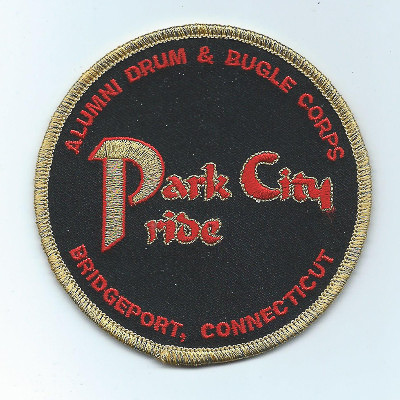 ALUMNI DRUM & BUGLE CORPS
Park City
Pride
BRIDGEPORT, CONNECTICUT